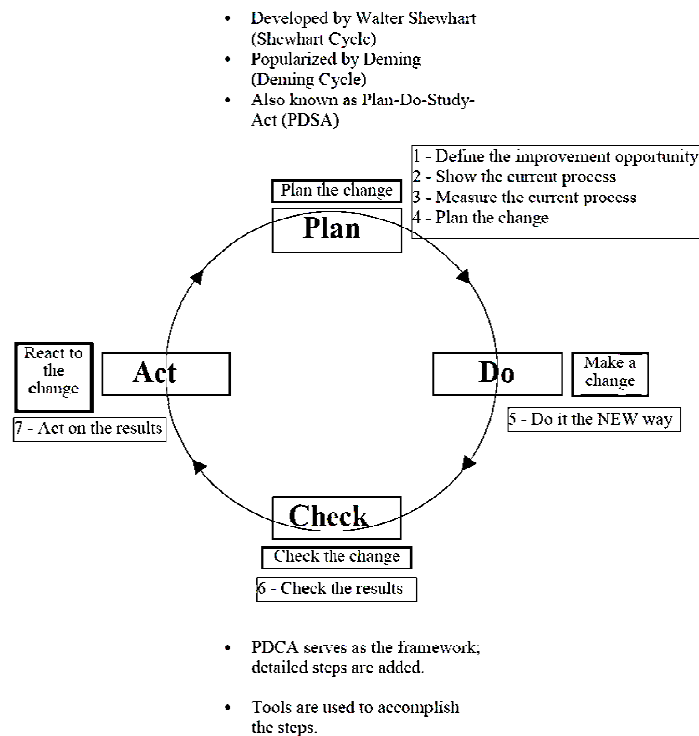 • Developed by Walter Shewhart
(Shewhart Cycle)
• Popularized by Deming
(Deming Cycle)
• Also known as Plan-Do-Study-
Act (PDSA)
1 - Define the improvement opportunity
2 - Show the current process
3 - Measure the current process
4 - Plan the change
Plan the change
Plan
React to
the
change
Act
7 - Act on the results
Do
Make a
change
5 - Do it the NEW way
Check
Check the change
6 - Check the results
• PDCA serves as the framework;
detailed steps are added.
• Tools are used to accomplish
the steps.